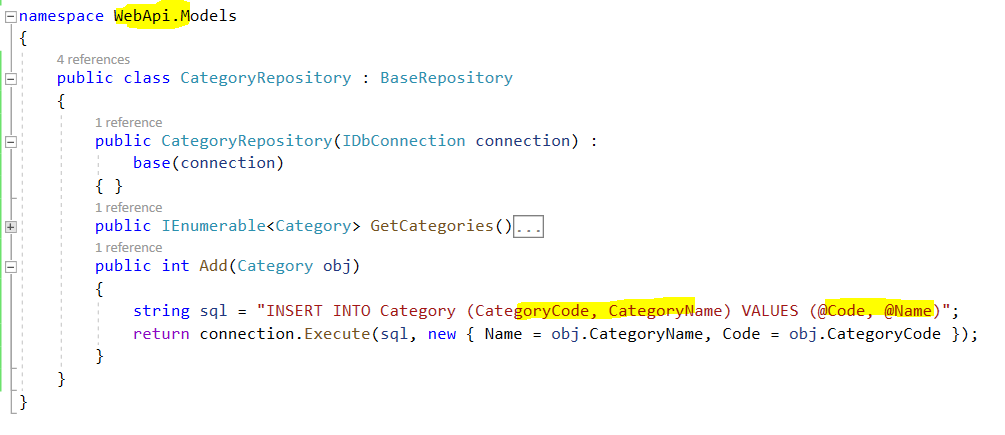 namespace WebApi.Models
{
4 references
public class CategoryRepository : BaseRepository
{
1 reference
public CategoryRepository(IDbConnection connection) :
base(connection)
{ }
1 reference
public IEnumerable<Category> GetCategories()...
1 reference
public int Add(Category obj)
{
string sql = "INSERT INTO Category (CategoryCode, CategoryName) VALUES (@Code, @Name)";
return connection.Execute(sql, new { Name = obj.CategoryName, Code = obj.CategoryCode });
}
}
}